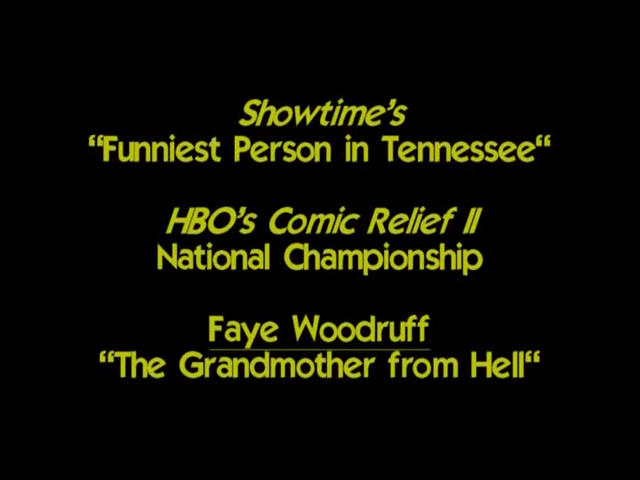 Showtime's
“Funniest Person in Tennessee“
HBO's Comic Relief II
National Championship
Faye Woodruff
“The Grandmother from Hell“